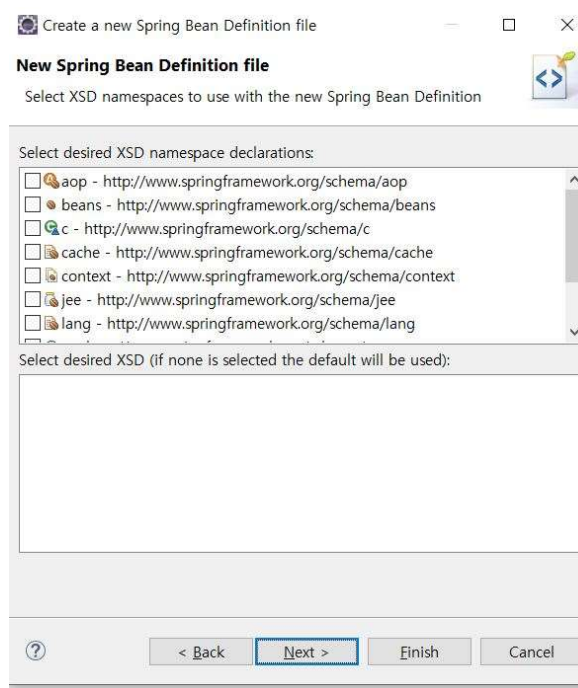 Create a new Spring Bean Definition file
New Spring Bean Definition file
Select XSD namespaces to use with the new Spring Bean Definition
Select desired XSD namespace declarations:
aop - http://www.springframework.org/schema/aop
beans - http://www.springframework.org/schema/beans
c - http://www.springframework.org/schema/c
cache - http://www.springframework.org/schema/cache
context - http://www.springframework.org/schema/context
jee - http://www.springframework.org/schema/jee
lang - http://www.springframework.org/schema/lang
Select desired XSD (if none is selected the default will be used):
< Back Next > Finish Cancel